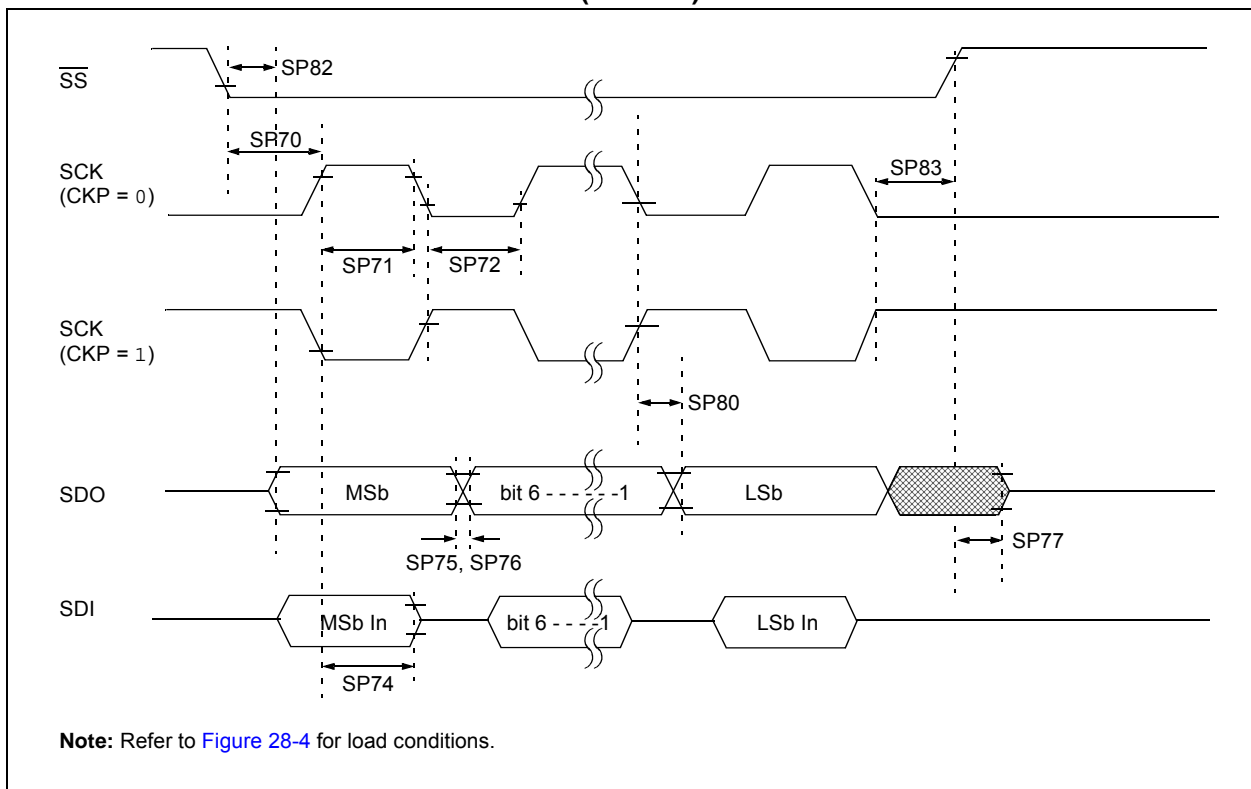 SS
SP82
SP70
SCK
(CKP = 0)
SP83
SP71
SP72
SCK
(CKP = 1)
SP80
SDO
MSb
bit 6 - - - - - -1
LSb
SP75, SP76
SP77
SDI
MSb In
bit 6 - - - -1
LSb In
SP74
Note: Refer to Figure 28-4 for load conditions.